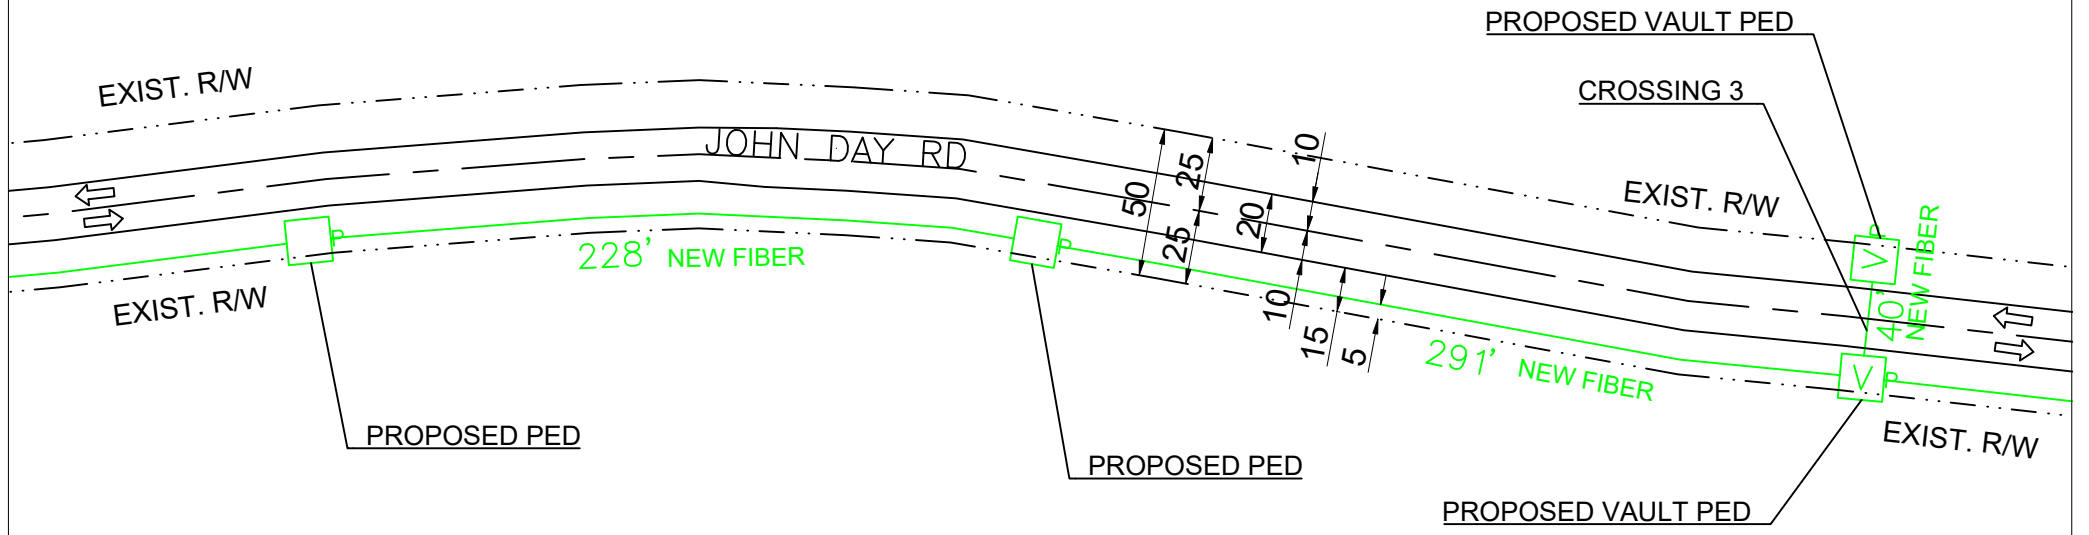 PROPOSED VAULT PED
CROSSING 3
EXIST. R/W
JOHN DAY RD
10
25
50
20
25
10
15
5
EXIST. R/W
P
V
40' NEW FIBER
P
228' NEW FIBER
P
291' NEW FIBER
V P
EXIST. R/W
EXIST. R/W
PROPOSED PED
PROPOSED PED
PROPOSED VAULT PED